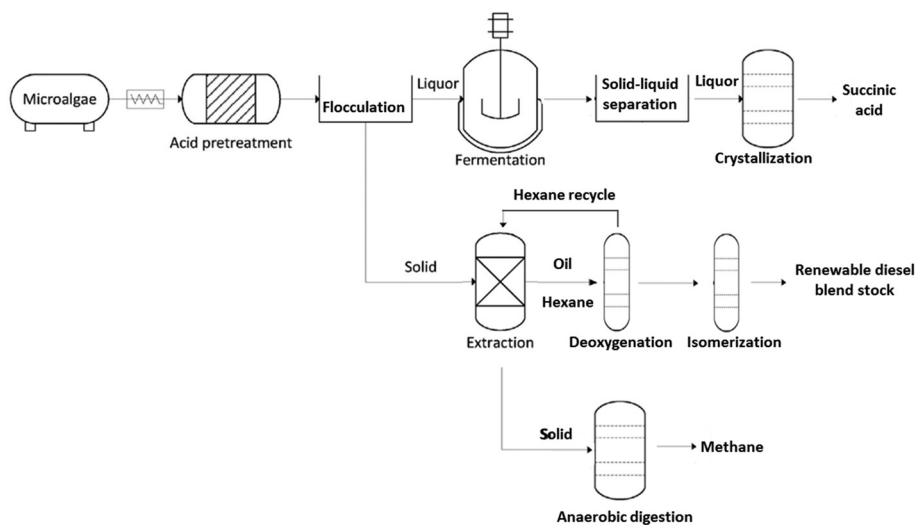 Microalgae
Acid pretreatment
Flocculation
Liquor
Fermentation
Solid-liquid
separation
Liquor
Crystallization
Succinic
acid
Hexane recycle
Solid
Extraction
Oil
Hexane
Deoxygenation
Isomerization
Renewable diesel
blend stock
Solid
Anaerobic digestion
Methane